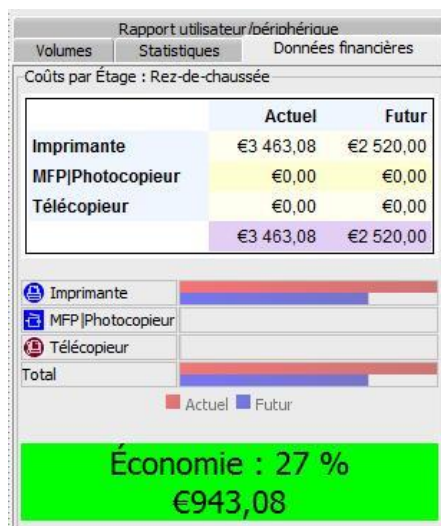 Rapport utilisateur/périphérique
Volumes Statistiques Données financières
Coûts par Étage : Rez-de-chaussée
Actuel Futur
Imprimante €3 463,08 €2 520,00
MFP|Photocopieur €0,00 €0,00
Télécopieur €0,00 €0,00
€3 463,08 €2 520,00
Imprimante
MFP|Photocopieur
Télécopieur
Total
Actuel Futur
Économie : 27 %
€943,08